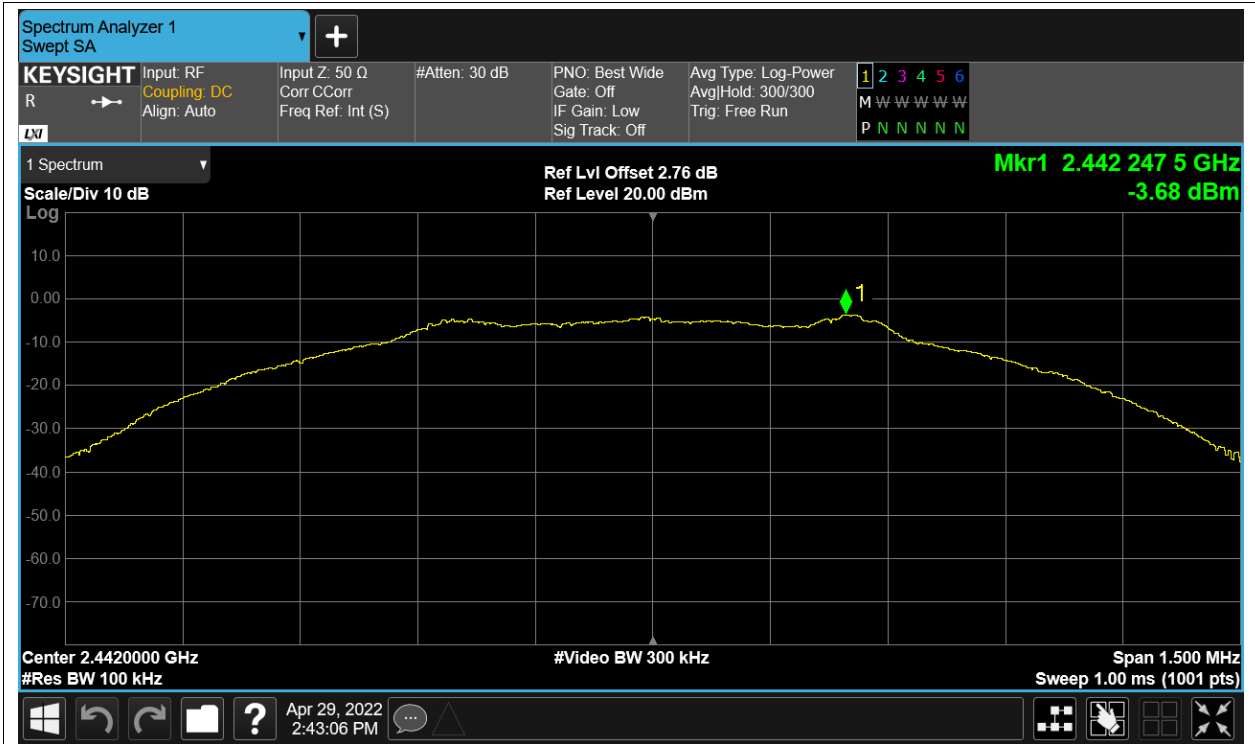 Spectrum Analyzer 1
Swept SA
KEYSIGHT
R
LXI
Input: RF
Coupling: DC
Align: Auto
Input Z: 50 Ω
Corr CCorr
Freq Ref: Int (S)
#Atten: 30 dB
PNO: Best Wide
Gate: Off
IF Gain: Low
Sig Track: Off
Avg Type: Log-Power
Avg|Hold: 300/300
Trig: Free Run
1 2 3 4 5 6
M W W W W W W
P N N N N N N
1 Spectrum
Scale/Div 10 dB
Log
Ref Lvl Offset 2.76 dB
Ref Level 20.00 dBm
Mkr1 2.442 247 5 GHz
-3.68 dBm
10.0
0.00
1
-10.0
-20.0
-30.0
-40.0
-50.0
-60.0
-70.0
Center 2.4420000 GHz
#Res BW 100 kHz
#Video BW 300 kHz
Span 1.500 MHz
Sweep 1.00 ms (1001 pts)
?
Apr 29, 2022
2:43:06 PM